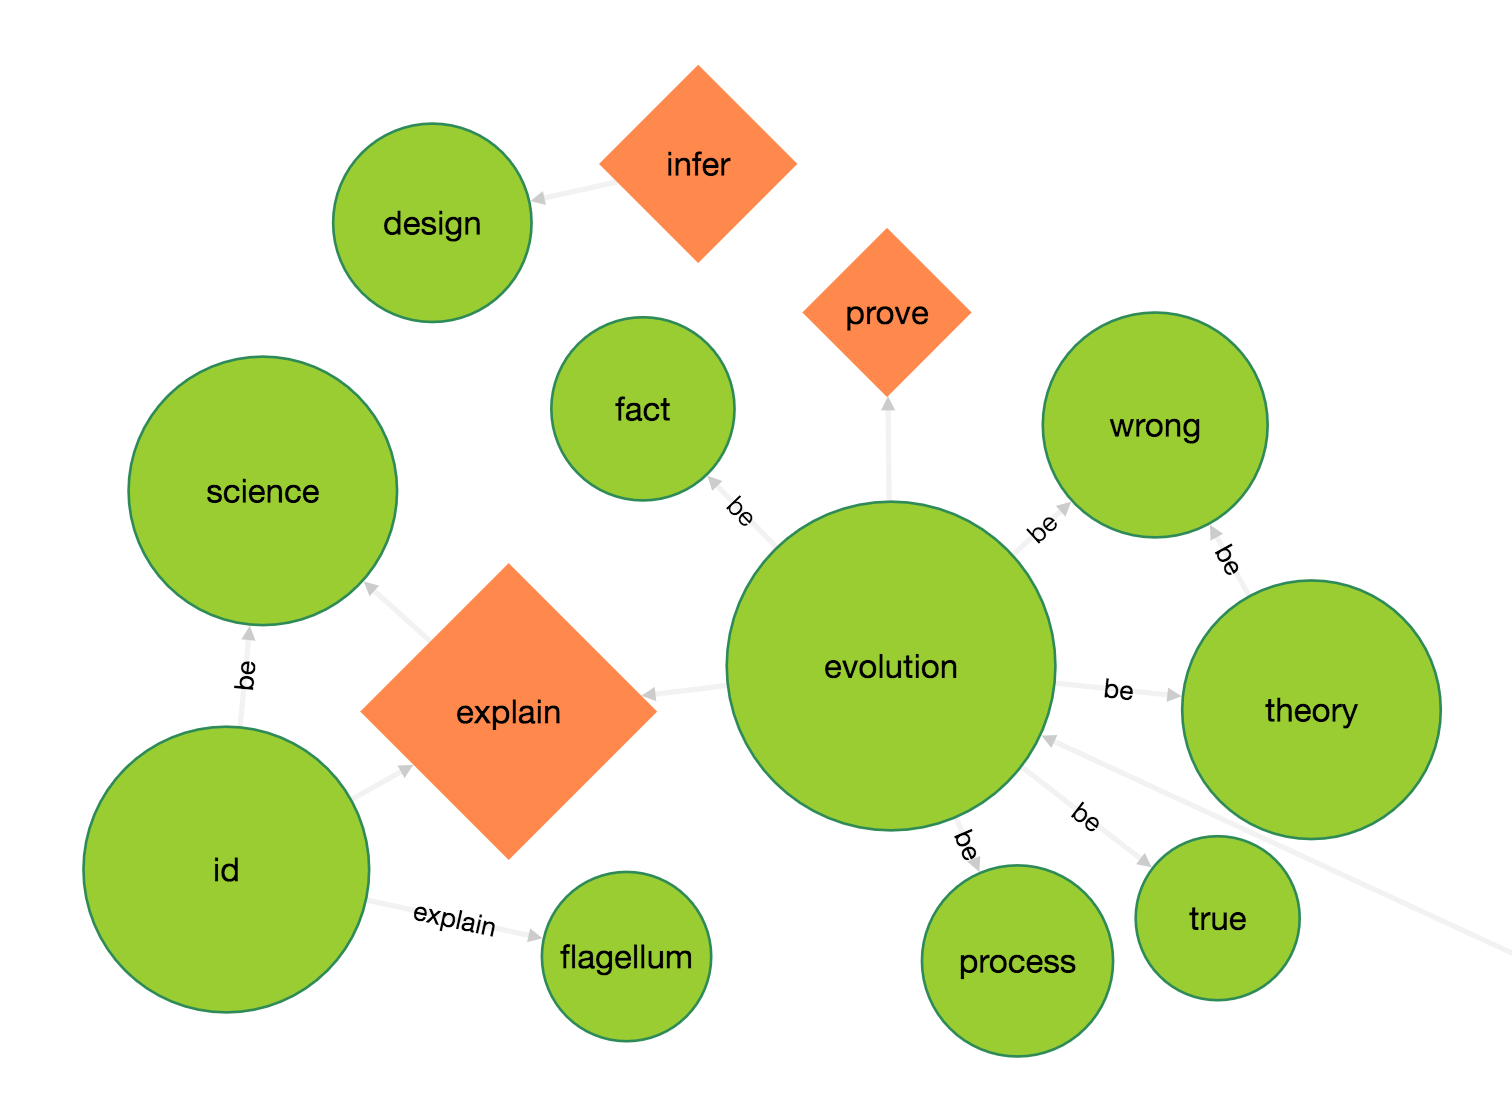 infer
design
prove
fact
wrong
science
be
be
be
evolution
be
theory
explain
be
be
be
id
explain
true
flagellum
process